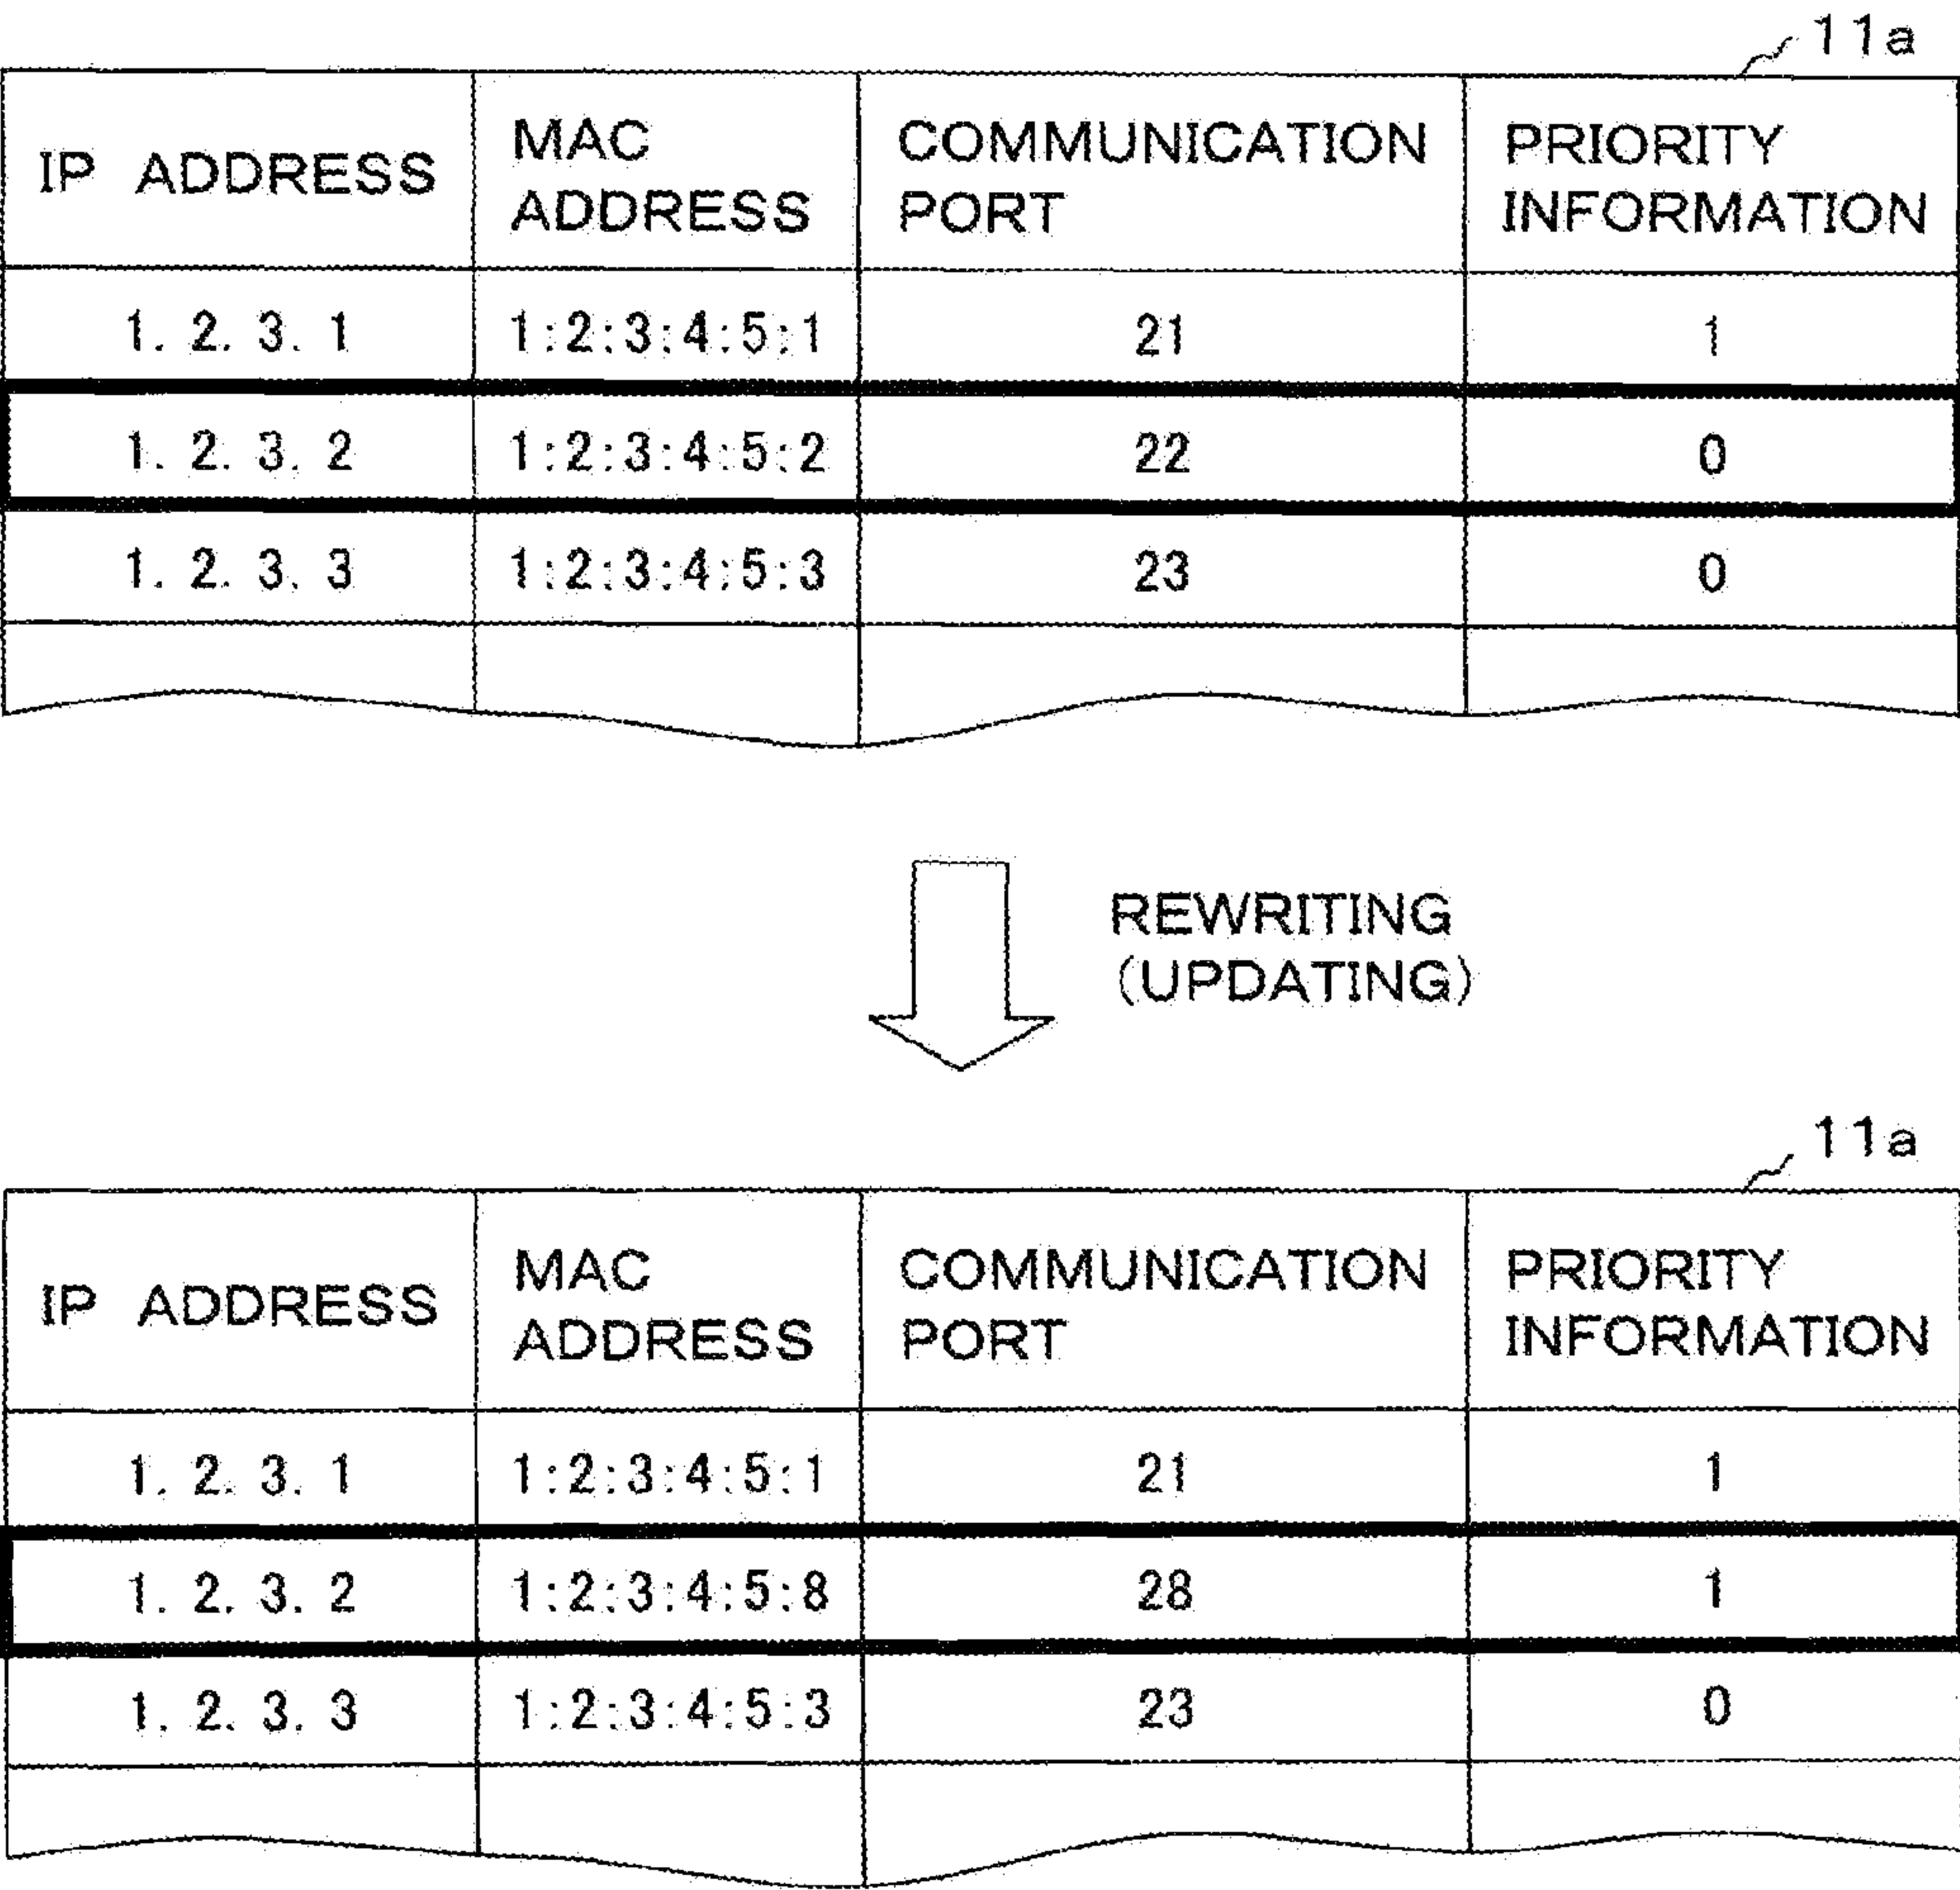 11a
IP ADDRESS MAC ADDRESS COMMUNICATION PORT PRIORITY INFORMATION
1.2.3.1 1:2:3:4:5:1 21 1
1.2.3.2 1:2:3:4:5:2 22 0
1.2.3.3 1:2:3:4:5:3 23 0
REWRITING
(UPDATING)
11a
IP ADDRESS MAC ADDRESS COMMUNICATION PORT PRIORITY INFORMATION
1.2.3.1 1:2:3:4:5:1 21 1
1.2.3.2 1:2:3:4:5:8 28 1
1.2.3.3 1:2:3:4:5:3 23 0